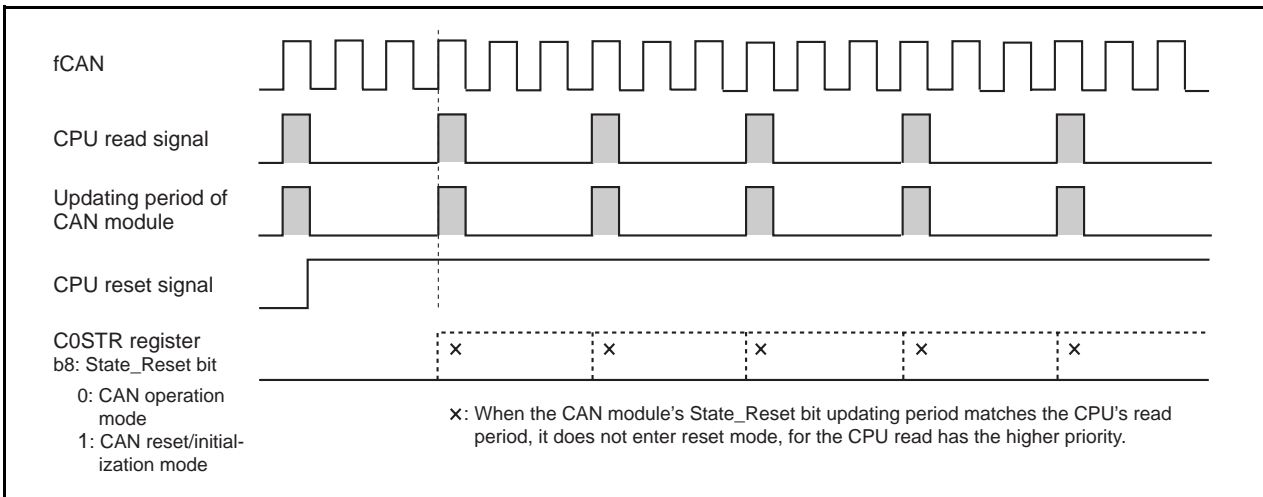 fCAN
CPU read signal
Updating period of
CAN module
CPU reset signal
C0STR register
b8: State_Reset bit
0: CAN operation
mode
1: CAN reset/initial-
ization mode
×
×
×
×
×
×: When the CAN module's State_Reset bit updating period matches the CPU's read
period, it does not enter reset mode, for the CPU read has the higher priority.